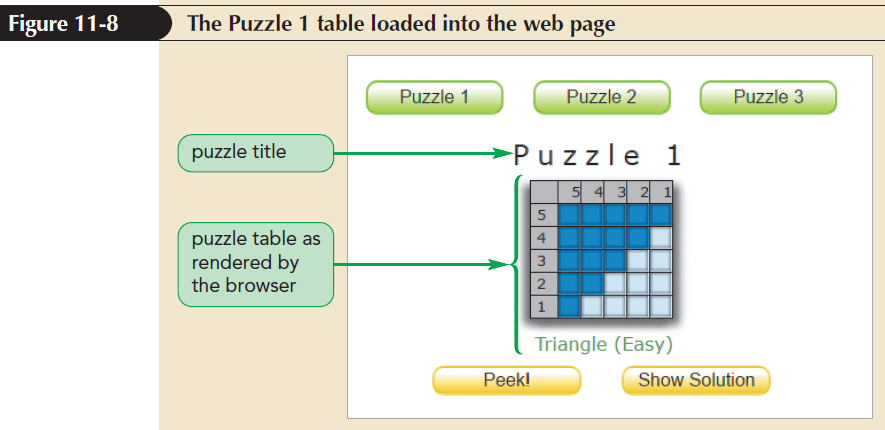 Figure 11-8
The Puzzle 1 table loaded into the web page
Puzzle 1
Puzzle 2
Puzzle 3
puzzle title
Puzzle 1
5 4 3 2 1
5
4
3
2
1
puzzle table as
rendered by
the browser
Triangle (Easy)
Peek!
Show Solution